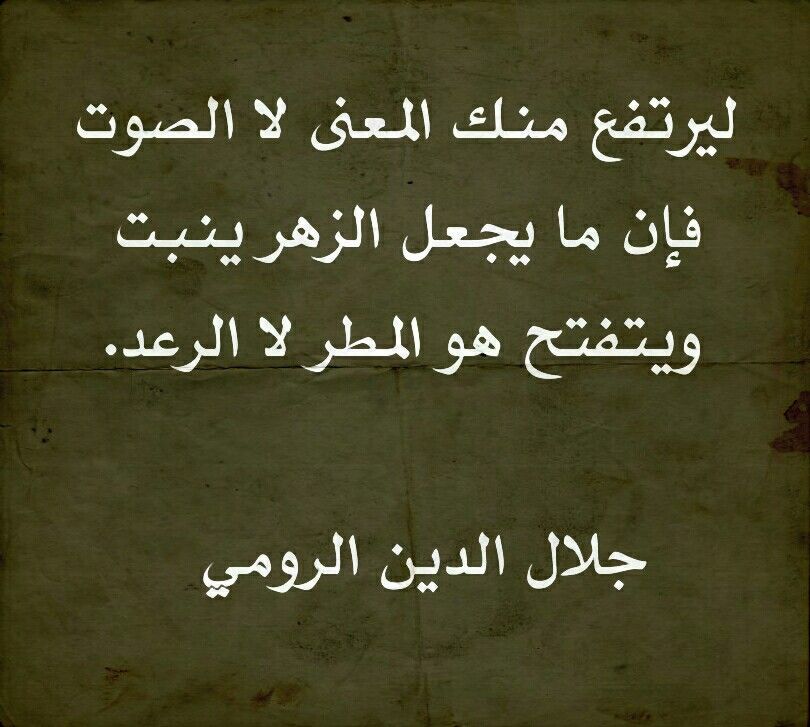 ليرتفع منك المعنى لا الصوت
فإن ما يجعل الزهر ينبت
ويتفتح هو المطر لا الرعد.
جلال الدين الرومي